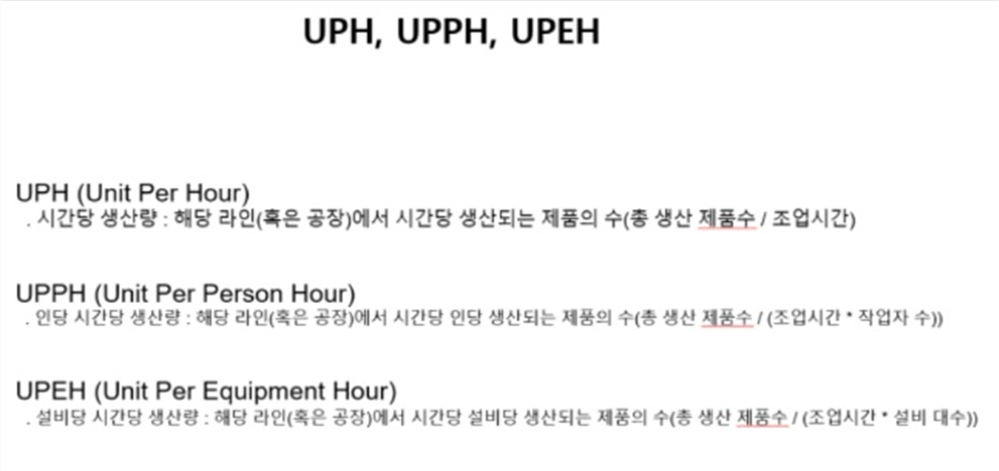 UPH, UPPH, UPEH
UPH (Unit Per Hour)
. 시간당 생산량 : 해당 라인(혹은 공장)에서 시간당 생산되는 제품의 수(총 생산 제품수 / 조업시간)
UPPH (Unit Per Person Hour)
. 인당 시간당 생산량 : 해당 라인(혹은 공장)에서 시간당 인당 생산되는 제품의 수(총 생산 제품수 / (조업시간 * 작업자 수))
UPEH (Unit Per Equipment Hour)
. 설비당 시간당 생산량 : 해당 라인(혹은 공장)에서 시간당 설비당 생산되는 제품의 수(총 생산 제품수 / (조업시간 * 설비 대수))